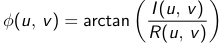 ϕ(u, v) = arctan ( I(u, v) / R(u, v) )